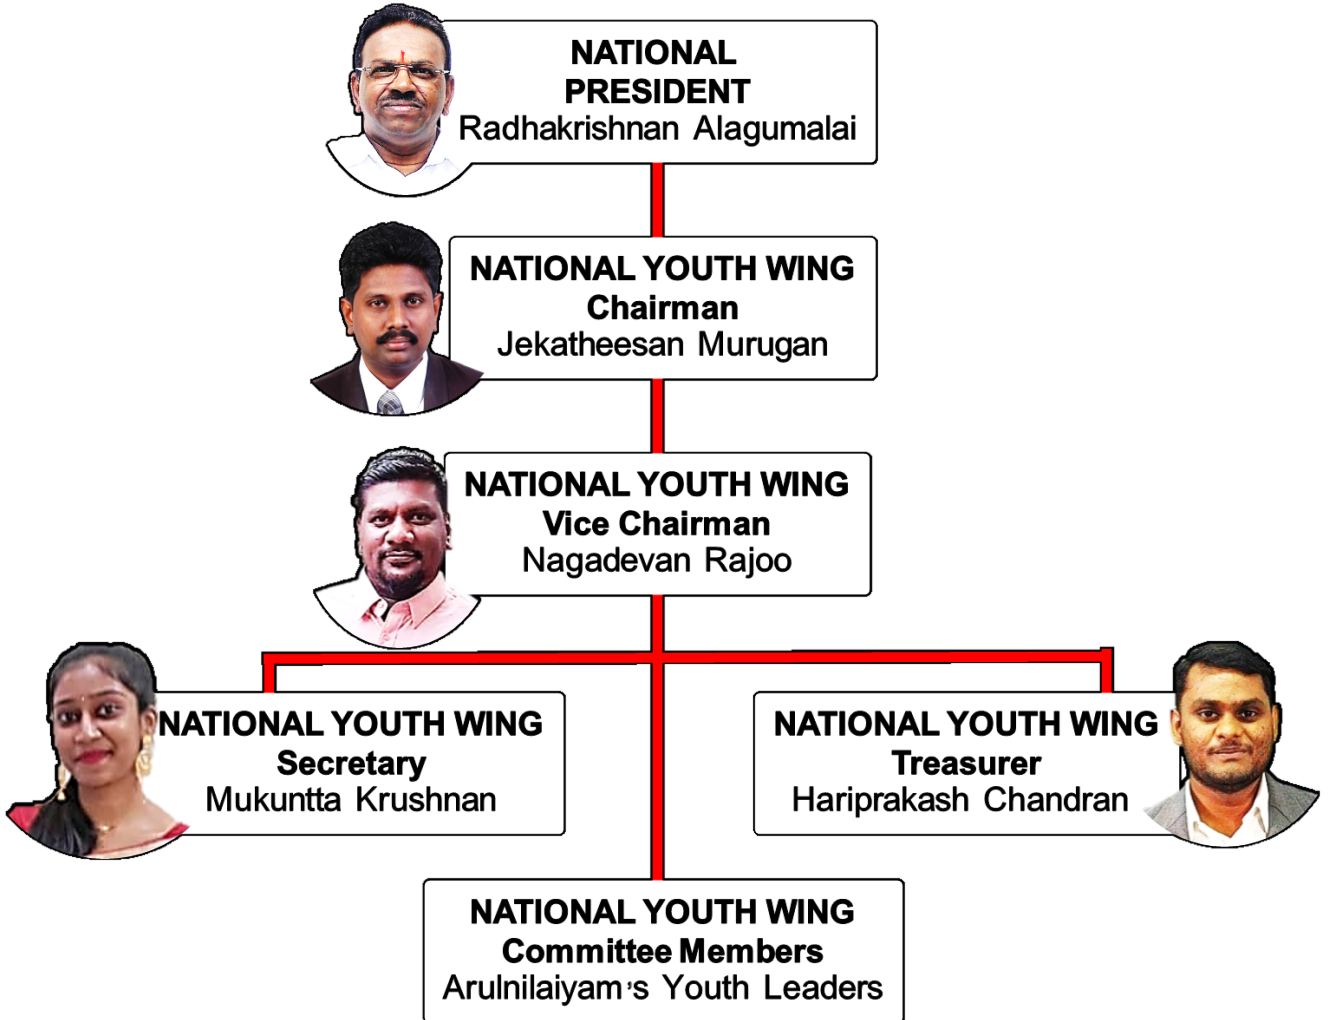 NATIONAL
PRESIDENT
Radhakrishnan Alagumalai
NATIONAL YOUTH WING
Chairman
Jekatheesan Murugan
NATIONAL YOUTH WING
Vice Chairman
Nagadevan Rajoo
NATIONAL YOUTH WING
Secretary
Mukuntta Krushnan
NATIONAL YOUTH WING
Treasurer
Hariprakash Chandran
NATIONAL YOUTH WING
Committee Members
Arulnilaiyam's Youth Leaders